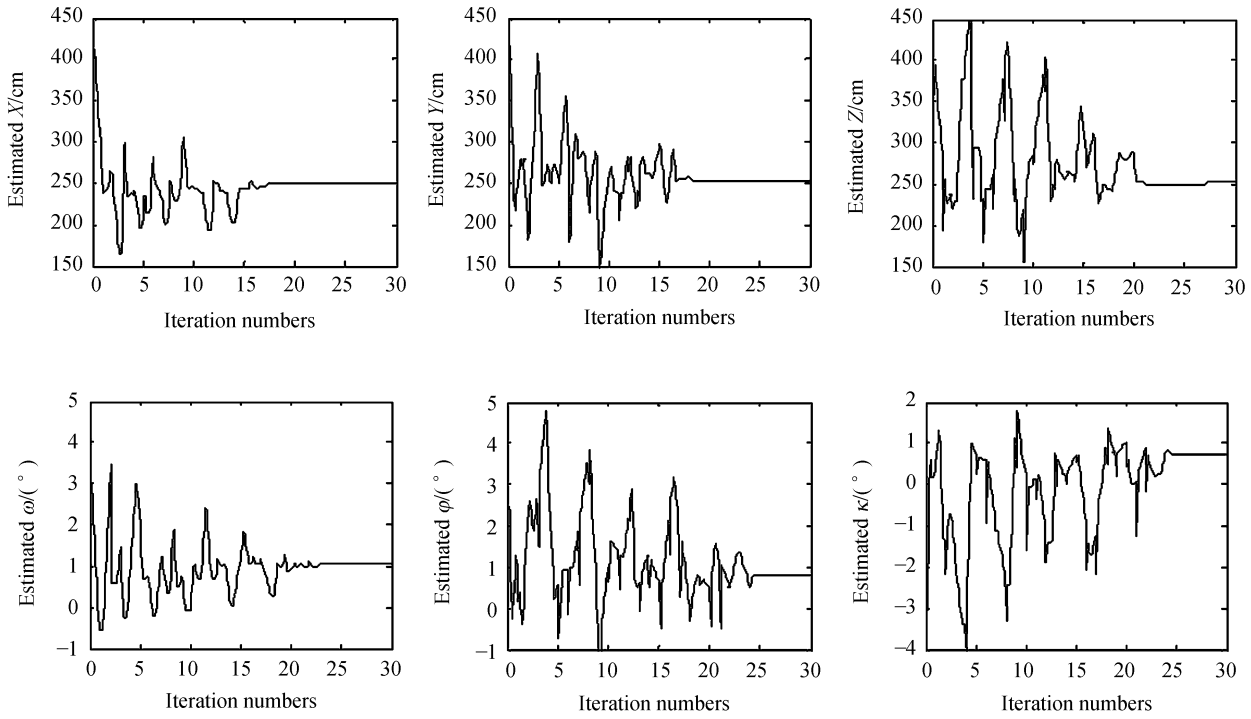 Estimated X/cm
450
400
350
300
250
200
150
0 5 10 15 20 25 30
Iteration numbers
Estimated Y/cm
450
400
350
300
250
200
150
0 5 10 15 20 25 30
Iteration numbers
Estimated Z/cm
450
400
350
300
250
200
150
0 5 10 15 20 25 30
Iteration numbers
Estimated ω/(°)
5
4
3
2
1
0
−1
0 5 10 15 20 25 30
Iteration numbers
Estimated φ/(°)
5
4
3
2
1
0
−1
0 5 10 15 20 25 30
Iteration numbers
Estimated κ/(°)
2
1
0
−1
−2
−3
−4
0 5 10 15 20 25 30
Iteration numbers